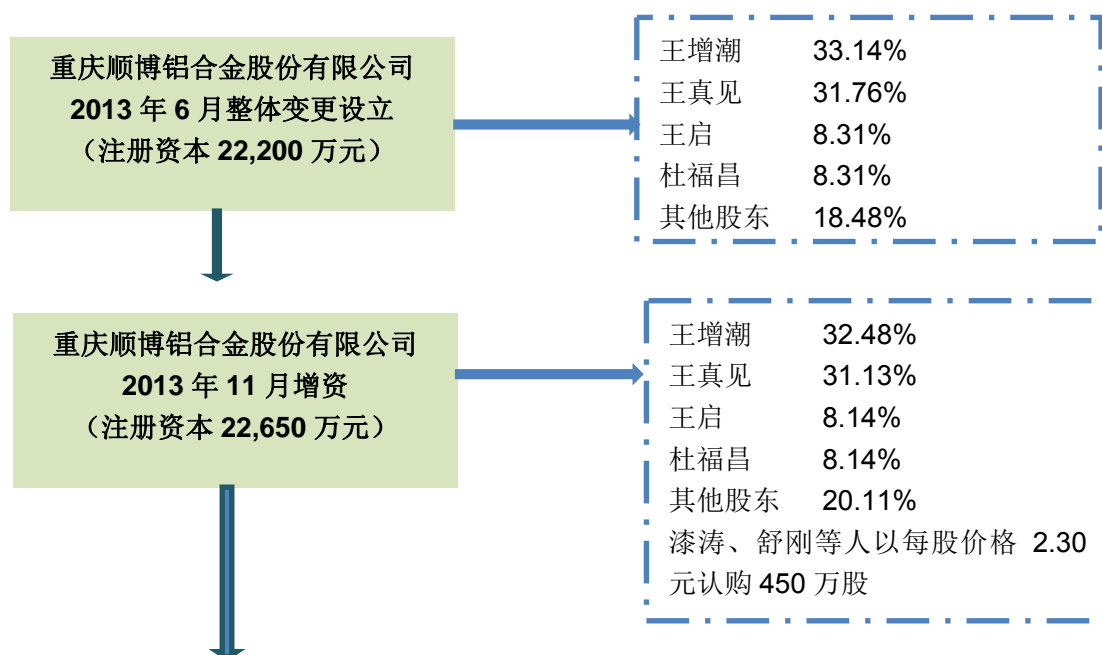 重庆顺博铝合金股份有限公司
2013 年 6 月整体变更设立
（注册资本 22,200 万元）
王增潮 33.14%
王真见 31.76%
王启 8.31%
杜福昌 8.31%
其他股东 18.48%
重庆顺博铝合金股份有限公司
2013 年 11 月增资
（注册资本 22,650 万元）
王增潮 32.48%
王真见 31.13%
王启 8.14%
杜福昌 8.14%
其他股东 20.11%
漆涛、舒刚等人以每股价格 2.30
元认购 450 万股